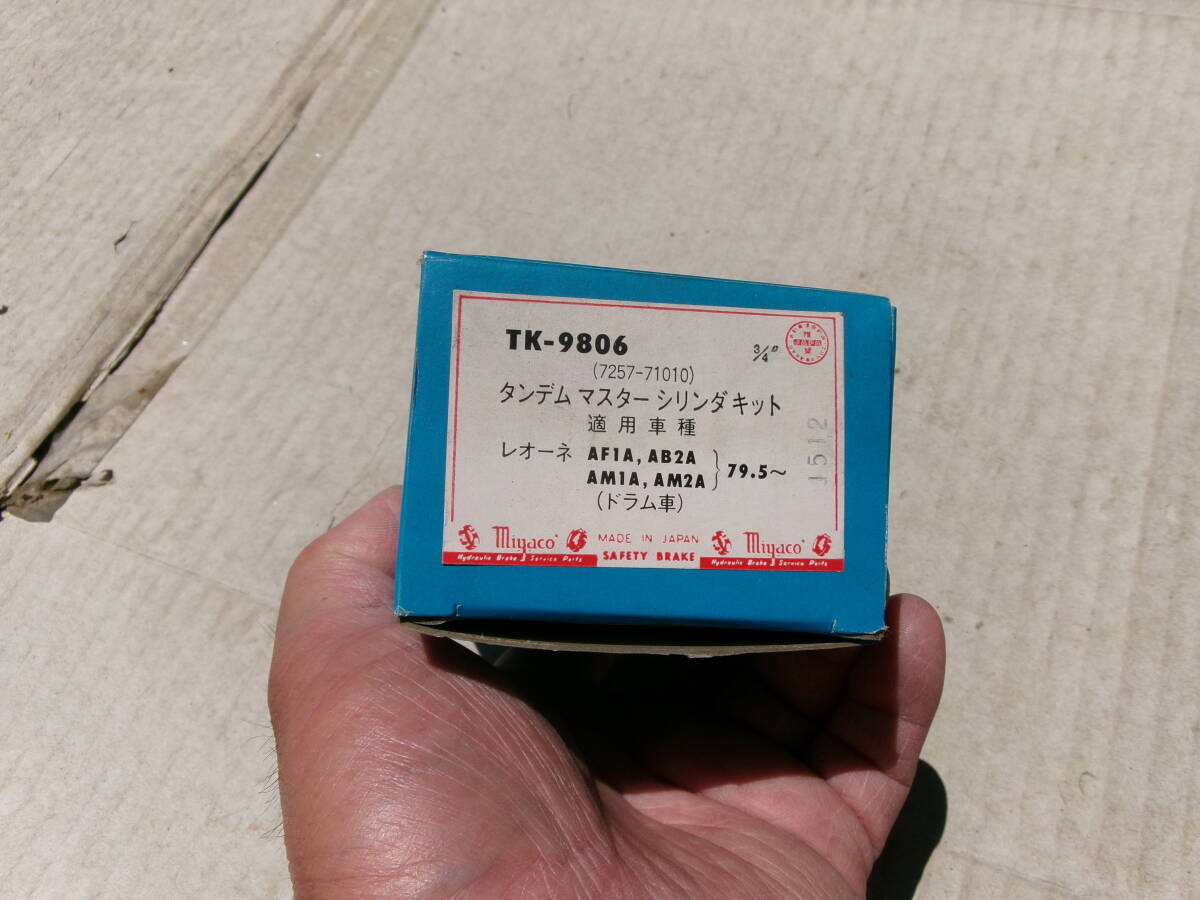 TK-9806
3/4"
(7257-71010)
タンデム マスター シリンダ キット
適用車種
レオーネ AF1A, AB2A
AM1A, AM2A
79.5〜
(ドラム車)
1512
Miyaco MADE IN JAPAN Miyaco
Hydraulic Brake Service Parts SAFETY BRAKE Hydraulic Brake Service Parts